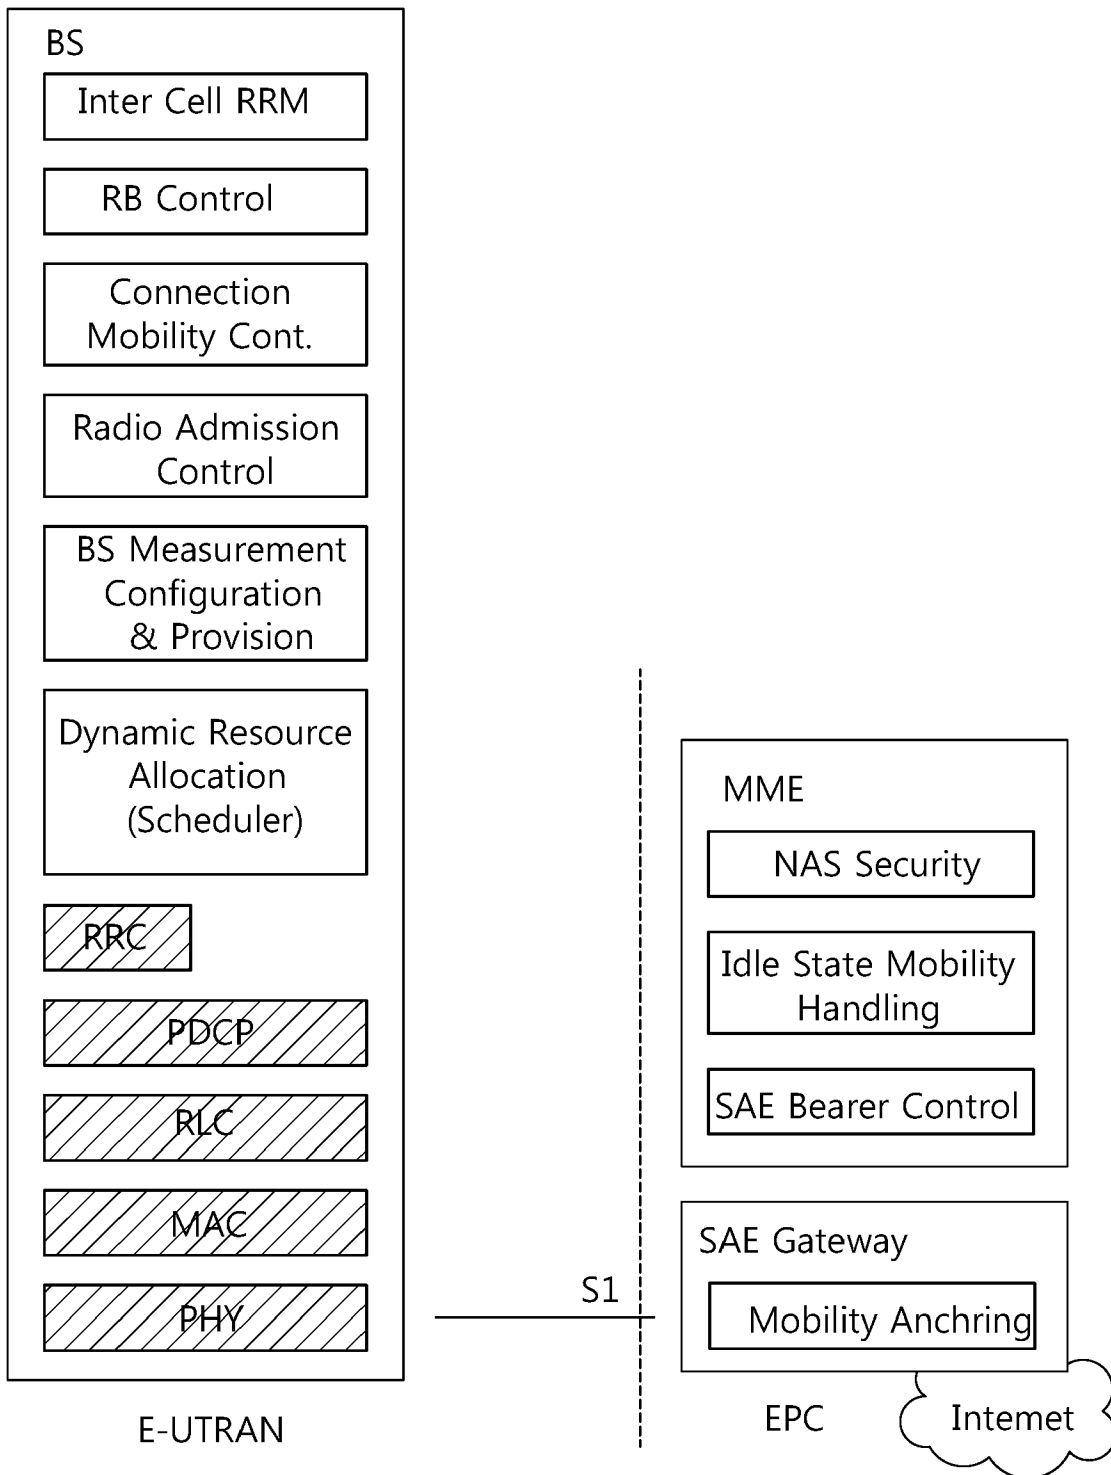 BS
Inter Cell RRM
RB Control
Connection
Mobility Cont.
Radio Admission
Control
BS Measurement
Configuration
& Provision
Dynamic Resource
Allocation
(Scheduler)
RRC
PDCP
RLC
MAC
PHY
E-UTRAN
S1
MME
NAS Security
Idle State Mobility
Handling
SAE Bearer Control
SAE Gateway
Mobility Anchring
EPC
Internet